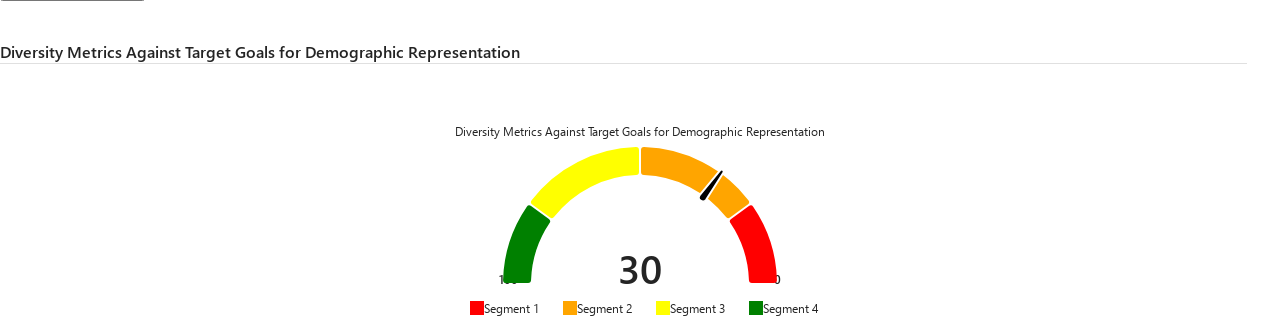 Diversity Metrics Against Target Goals for Demographic Representation
Diversity Metrics Against Target Goals for Demographic Representation
30
0
Segment 1
Segment 2
Segment 3
Segment 4